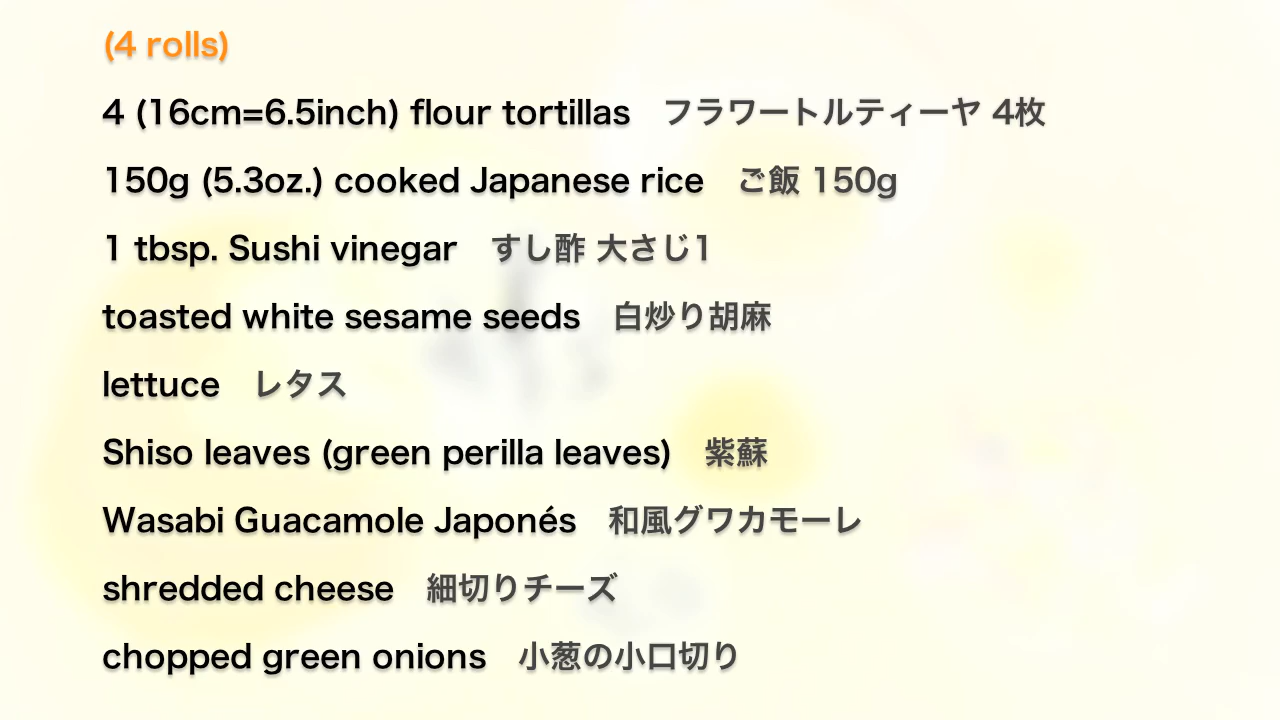 (4 rolls)
4 (16cm=6.5inch) flour tortillas　フラワートルティーヤ 4枚
150g (5.3oz.) cooked Japanese rice　ご飯 150g
1 tbsp. Sushi vinegar　すし酢 大さじ1
toasted white sesame seeds　白炒り胡麻
lettuce　レタス
Shiso leaves (green perilla leaves)　紫蘇
Wasabi Guacamole Japonés　和風グワカモーレ
shredded cheese　細切りチーズ
chopped green onions　小葱の小口切り